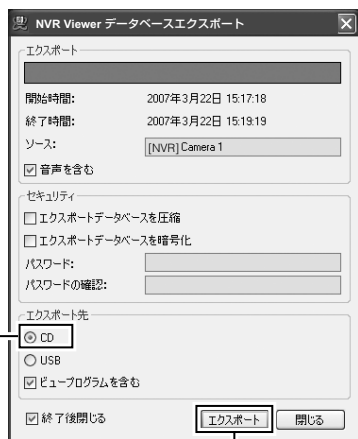 NVR Viewer データベースエクスポート
エクスポート
開始時間: 2007年3月22日 15:17:18
終了時間: 2007年3月22日 15:19:19
ソース: [NVR] Camera 1
音声を含む
セキュリティ
エクスポートデータベースを圧縮
エクスポートデータベースを暗号化
パスワード:
パスワードの確認:
エクスポート先
CD
USB
ビュープログラムを含む
終了後閉じる エクスポート 閉じる